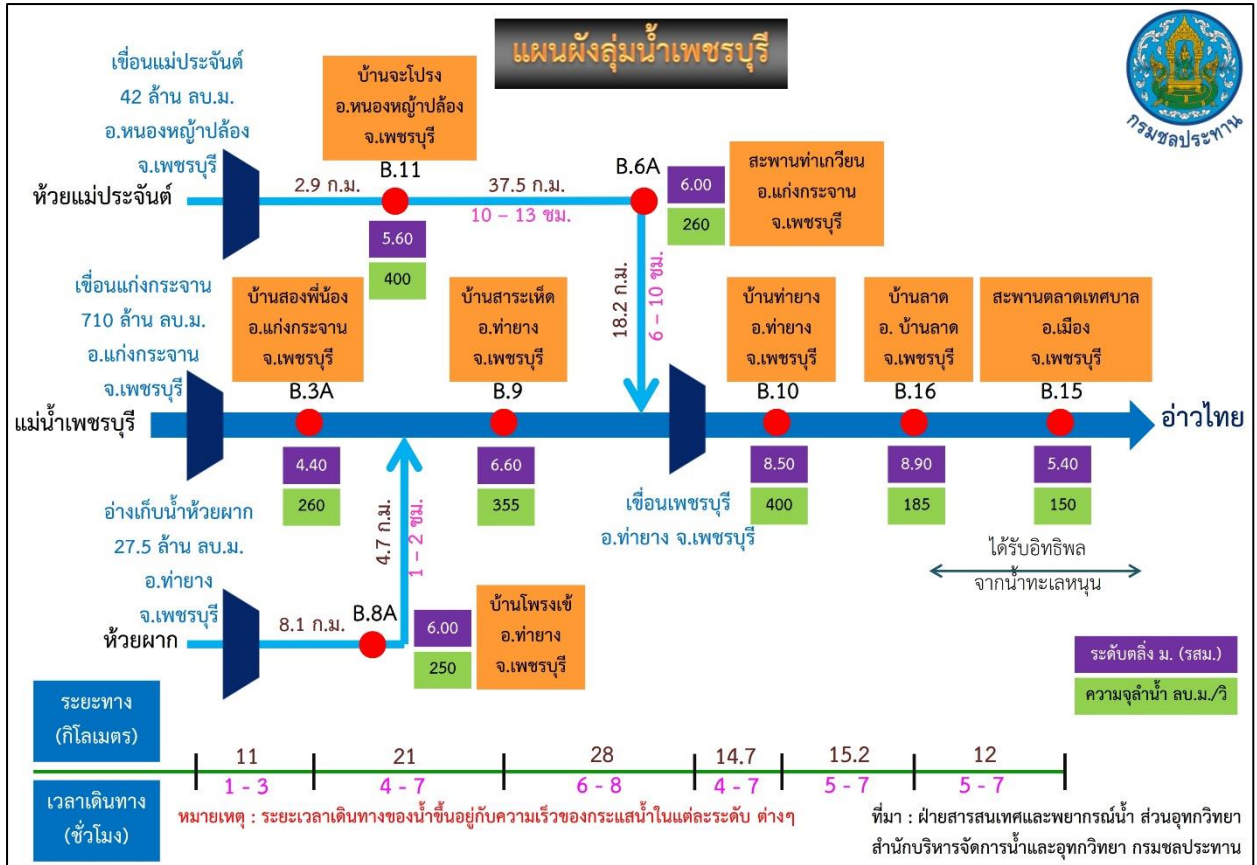 แผนผังลุ่มน้ำเพชรบุรี
กรมชลประทาน
เขื่อนแม่ประจันต์
42 ล้าน ลบ.ม.
อ.หนองหญ้าปล้อง
จ.เพชรบุรี
ห้วยแม่ประจันต์
2.9 ก.ม.
บ้านจะโปรง
อ.หนองหญ้าปล้อง
จ.เพชรบุรี
B.11
5.60
400
37.5 ก.ม.
10 – 13 ชม.
B.6A
6.00
260
สะพานท่าเกวียน
อ.แก่งกระจาน
จ.เพชรบุรี
18.2 ก.ม.
6 – 10 ชม.
เขื่อนแก่งกระจาน
710 ล้าน ลบ.ม.
อ.แก่งกระจาน
จ.เพชรบุรี
แม่น้ำเพชรบุรี
บ้านสองพี่น้อง
อ.แก่งกระจาน
จ.เพชรบุรี
B.3A
4.40
260
บ้านสาระเห็ด
อ.ท่ายาง
จ.เพชรบุรี
B.9
6.60
355
บ้านท่ายาง
อ.ท่ายาง
จ.เพชรบุรี
B.10
8.50
400
บ้านลาด
อ. บ้านลาด
จ.เพชรบุรี
B.16
8.90
185
สะพานตลาดเทศบาล
อ.เมือง
จ.เพชรบุรี
B.15
5.40
150
อ่าวไทย
เขื่อนเพชรบุรี
อ.ท่ายาง จ.เพชรบุรี
ได้รับอิทธิพล
จากน้ำทะเลหนุน
อ่างเก็บน้ำห้วยผาก
27.5 ล้าน ลบ.ม.
อ.ท่ายาง
จ.เพชรบุรี
ห้วยผาก
8.1 ก.ม.
B.8A
4.7 ก.ม.
1 – 2 ชม.
6.00
250
บ้านโพรงเข้
อ.ท่ายาง
จ.เพชรบุรี
ระดับตลิ่ง ม. (รสม.)
ความจุลำน้ำ ลบ.ม./วิ
ระยะทาง
(กิโลเมตร)
11 21 28 14.7 15.2 12
เวลาเดินทาง
(ชั่วโมง)
1 - 3 4 - 7 6 - 8 4 - 7 5 - 7 5 - 7
หมายเหตุ : ระยะเวลาเดินทางของน้ำขึ้นอยู่กับความเร็วของกระแสน้ำในแต่ละระดับ ต่างๆ
ที่มา : ฝ่ายสารสนเทศและพยากรณ์น้ำ ส่วนอุทกวิทยา
สำนักบริหารจัดการน้ำและอุทกวิทยา กรมชลประทาน